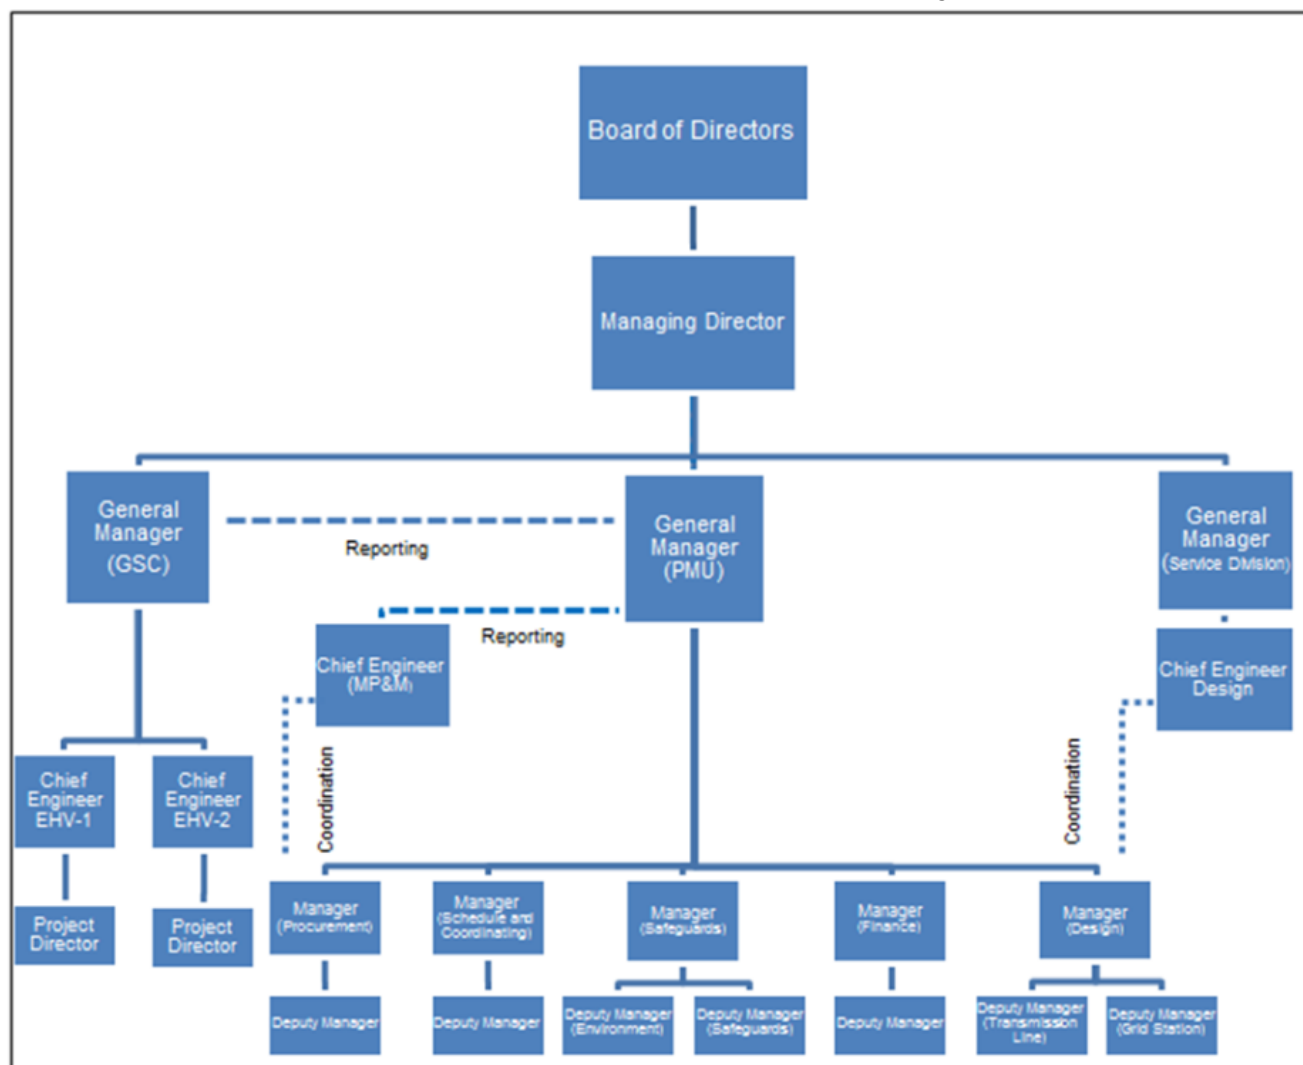 Board of Directors
Managing Director
General
Manager
(GSC)
Reporting
General
Manager
(PMU)
General
Manager
(Service Division)
Reporting
Chief Engineer
(MP&M)
Chief Engineer
Design
Coordination
Coordination
Chief
Engineer
EHV-1
Chief
Engineer
EHV-2
Project
Director
Project
Director
Manager
(Procurement)
Manager
(Schedule and
Coordinating)
Manager
(Safeguards)
Manager
(Finance)
Manager
(Design)
Deputy Manager
Deputy Manager
Deputy Manager
(Environment)
Deputy Manager
(Safeguards)
Deputy Manager
Deputy Manager
(Transmission
Line)
Deputy Manager
(Grid Station)